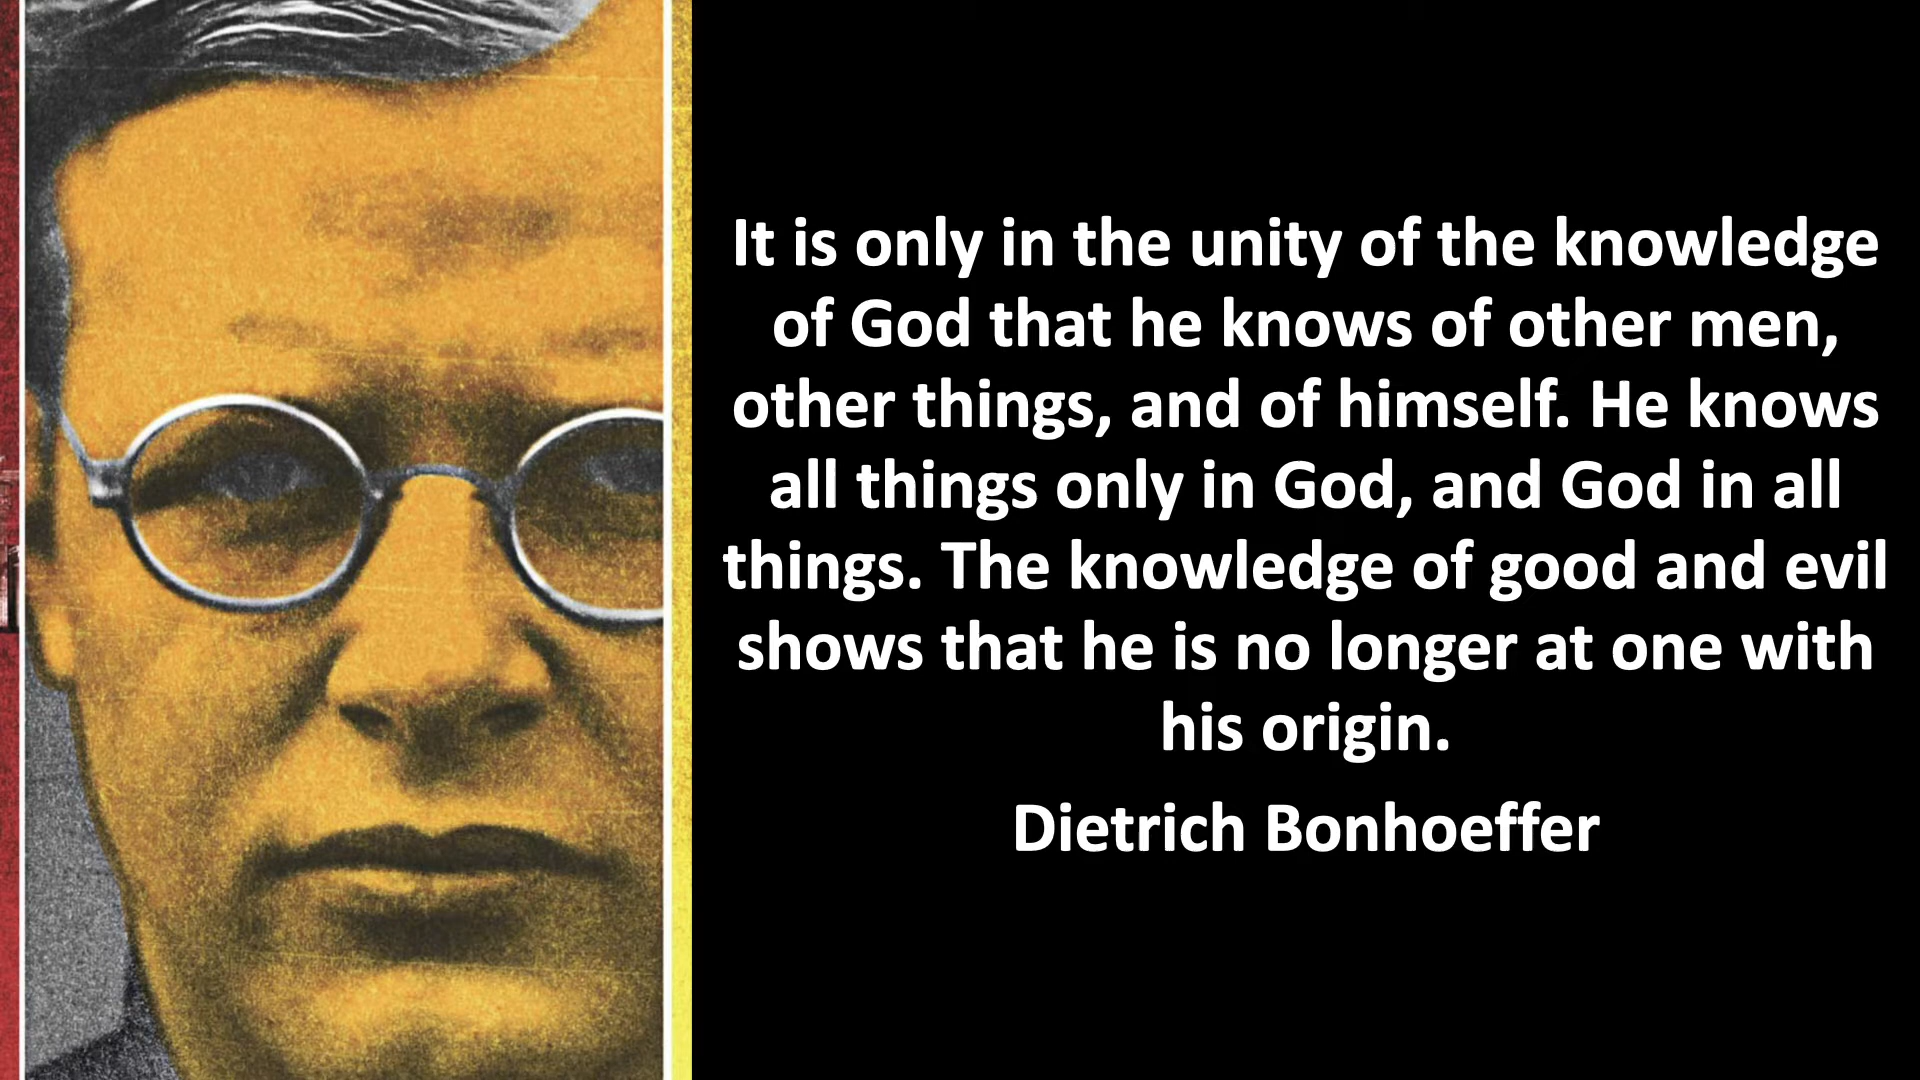 It is only in the unity of the knowledge
of God that he knows of other men,
other things, and of himself. He knows
all things only in God, and God in all
things. The knowledge of good and evil
shows that he is no longer at one with
his origin.
Dietrich Bonhoeffer